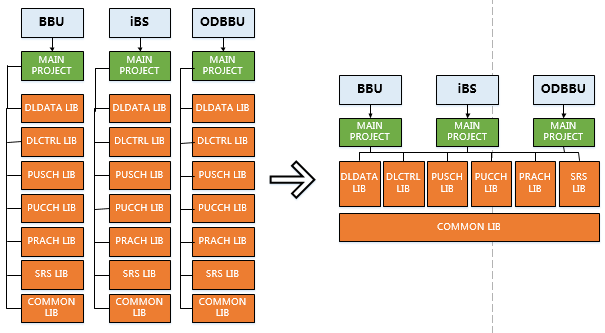 BBU
iBS
ODBBU
MAIN
PROJECT
MAIN
PROJECT
MAIN
PROJECT
DLDATA LIB
DLDATA LIB
DLDATA LIB
DLCTRL LIB
DLCTRL LIB
DLCTRL LIB
PUSCH LIB
PUSCH LIB
PUSCH LIB
PUCCH LIB
PUCCH LIB
PUCCH LIB
PRACH LIB
PRACH LIB
PRACH LIB
SRS LIB
SRS LIB
SRS LIB
COMMON
LIB
COMMON
LIB
COMMON
LIB
BBU
iBS
ODBBU
MAIN
PROJECT
MAIN
PROJECT
MAIN
PROJECT
DLDATA
LIB
DLCTRL
LIB
PUSCH
LIB
PUCCH
LIB
PRACH
LIB
SRS
LIB
COMMON LIB